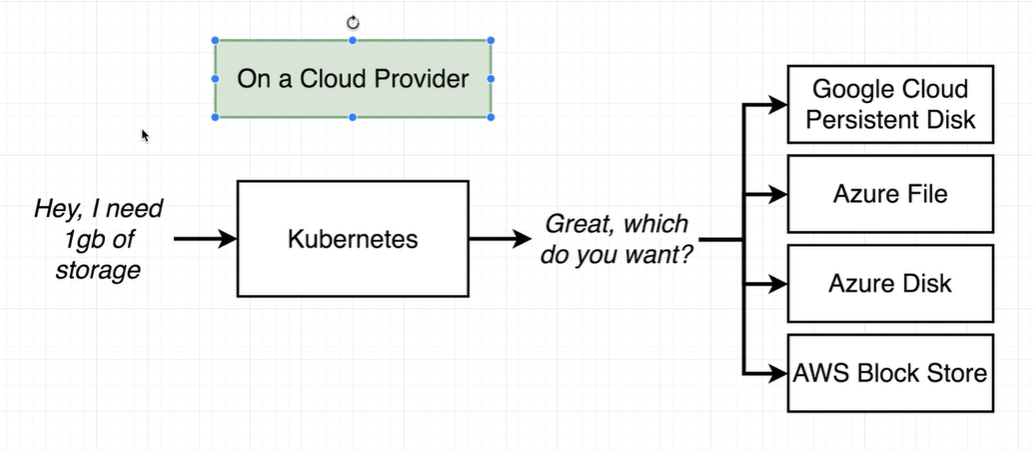 On a Cloud Provider
Hey, I need
1gb of
storage
Kubernetes
Great, which
do you want?
Google Cloud
Persistent Disk
Azure File
Azure Disk
AWS Block Store